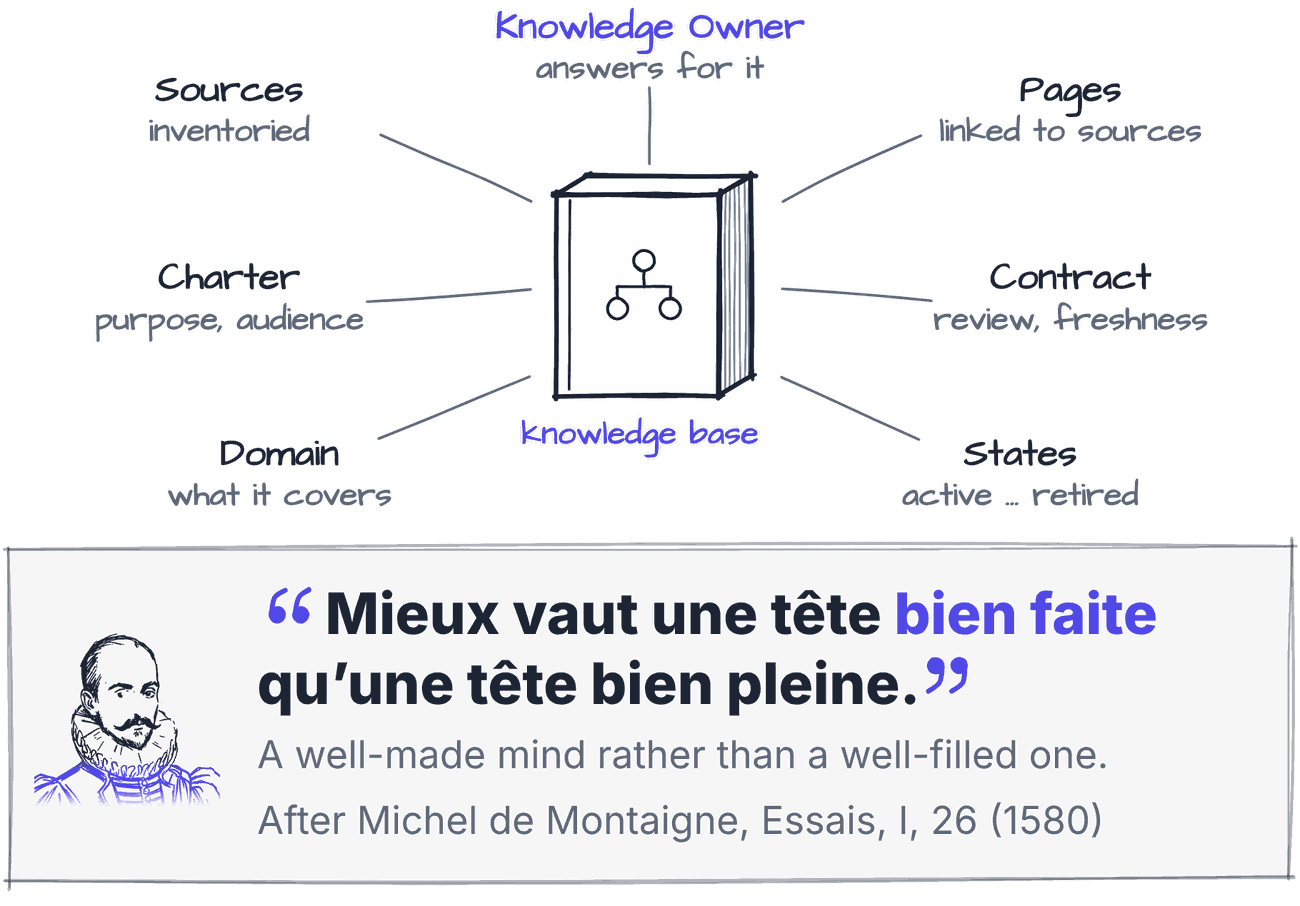 Knowledge Owner
answers for it
Sources
inventoried
Pages
linked to sources
Charter
purpose, audience
Contract
review, freshness
knowledge base
Domain
what it covers
States
active ... retired
“Mieux vaut une tête bien faite
qu’une tête bien pleine.”
A well-made mind rather than a well-filled one.
After Michel de Montaigne, Essais, I, 26 (1580)